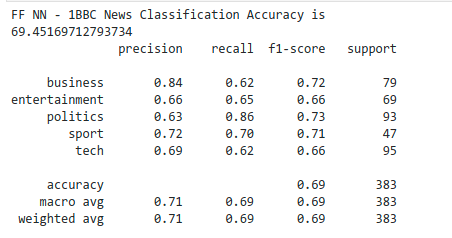 FF NN - 1BBC News Classification Accuracy is
69.45169712793734
precision recall f1-score support
business 0.84 0.62 0.72 79
entertainment 0.66 0.65 0.66 69
politics 0.63 0.86 0.73 93
sport 0.72 0.70 0.71 47
tech 0.69 0.62 0.66 95
accuracy 0.69 383
macro avg 0.71 0.69 0.69 383
weighted avg 0.71 0.69 0.69 383